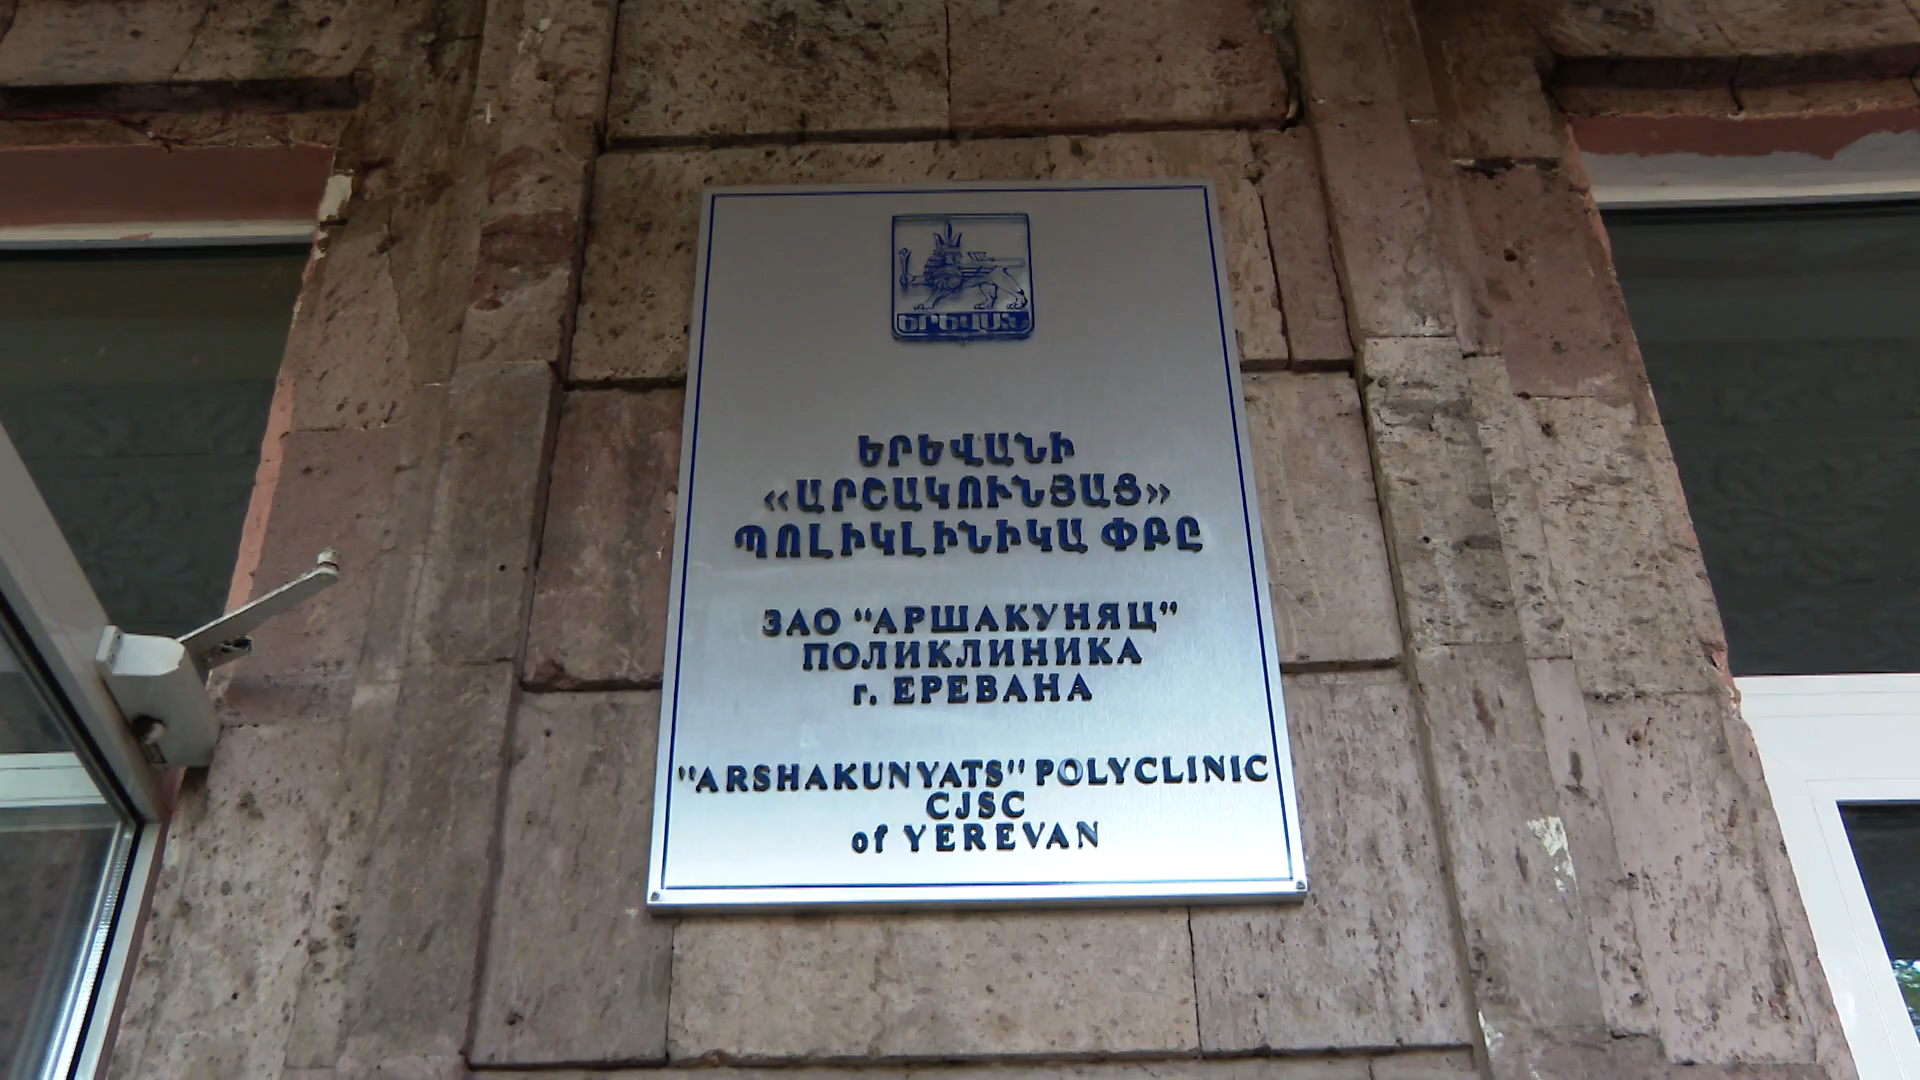 ԵՐԵՎԱՆ
ԵՐԵՎԱՆԻ
«ԱՐՇԱԿՈՒՆՅԱՑ»
ՊՈԼԻԿԼԻՆԻԿԱ ՓԲԸ
ЗАО "АРШАКУНЯЦ"
ПОЛИКЛИНИКА
г. ЕРЕВАНА
"ARSHAKUNYATS" POLYCLINIC
CJSC
of YEREVAN